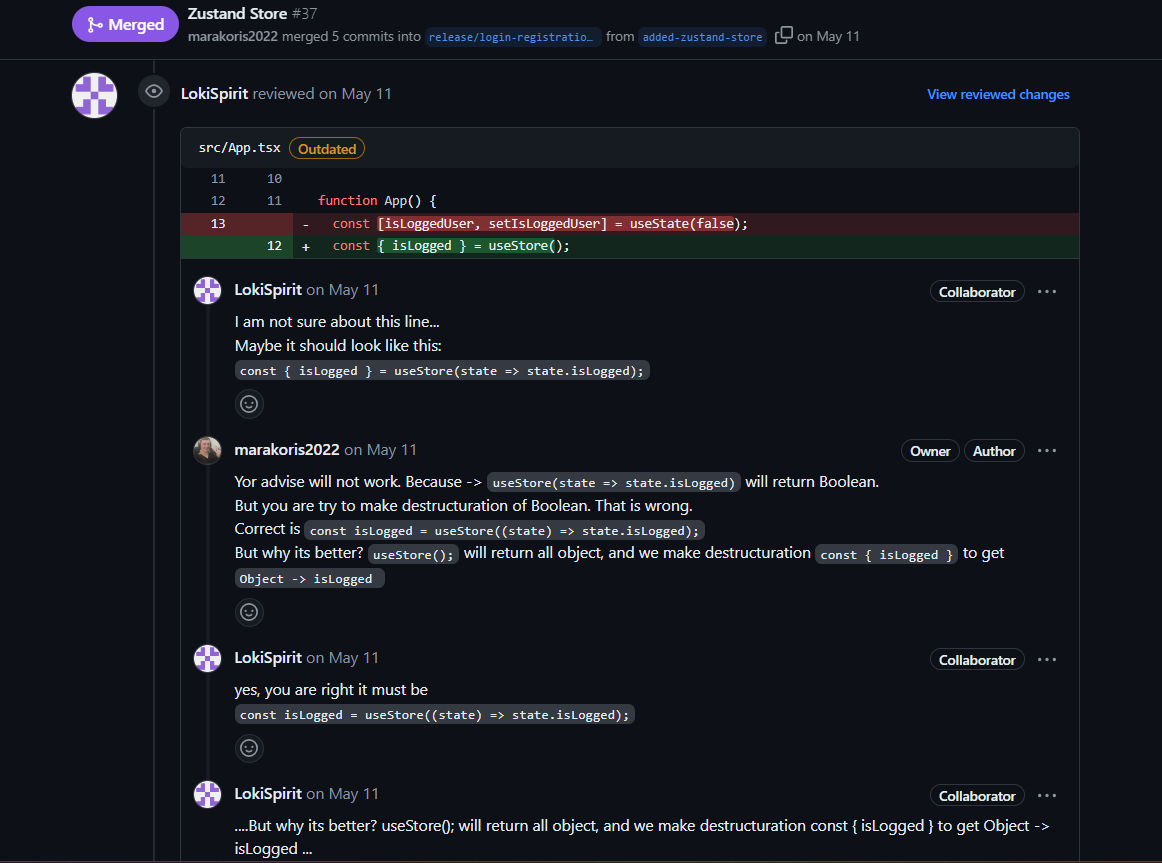 Merged
Zustand Store #37
marakoris2022 merged 5 commits into release/login-registratio… from added-zustand-store on May 11
LokiSpirit reviewed on May 11
View reviewed changes
src/App.tsx Outdated
11 10
12 11 function App() {
13 - const [isLoggedUser, setIsLoggedUser] = useState(false);
12 + const { isLogged } = useStore();
LokiSpirit on May 11 Collaborator ...
I am not sure about this line...
Maybe it should look like this:
const { isLogged } = useStore(state => state.isLogged);
marakoris2022 on May 11 Owner Author ...
Yor advise will not work. Because -> useStore(state => state.isLogged) will return Boolean.
But you are try to make destructuration of Boolean. That is wrong.
Correct is const isLogged = useStore((state) => state.isLogged);
But why its better? useStore(); will return all object, and we make destructuration const { isLogged } to get
Object -> isLogged
LokiSpirit on May 11 Collaborator ...
yes, you are right it must be
const isLogged = useStore((state) => state.isLogged);
LokiSpirit on May 11 Collaborator ...
....But why its better? useStore(); will return all object, and we make destructuration const { isLogged } to get Object ->
isLogged ...